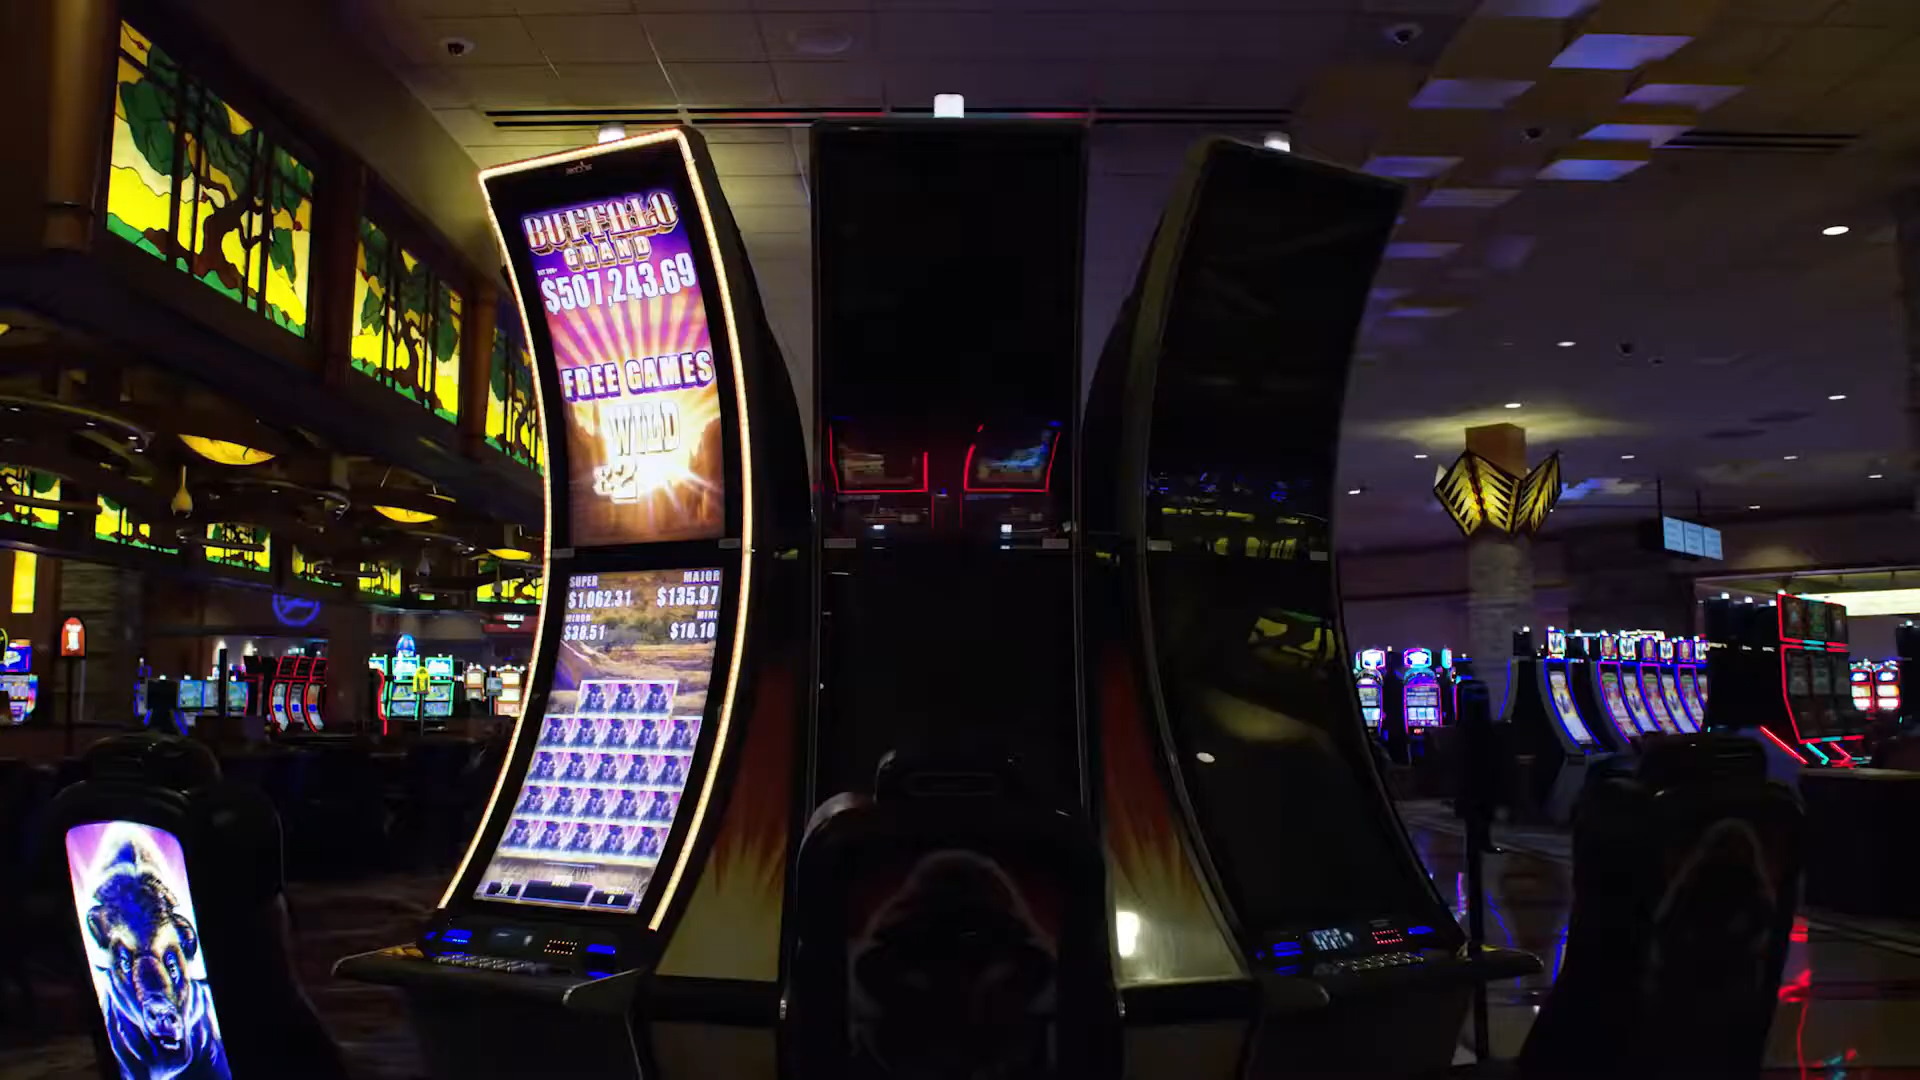 BUFFALO
GRAND
$507,243.69
FREE GAMES
WILD
X2
SUPER
$1,062.31
MAJOR
$135.97
MINOR
$38.51
MINI
$10.10